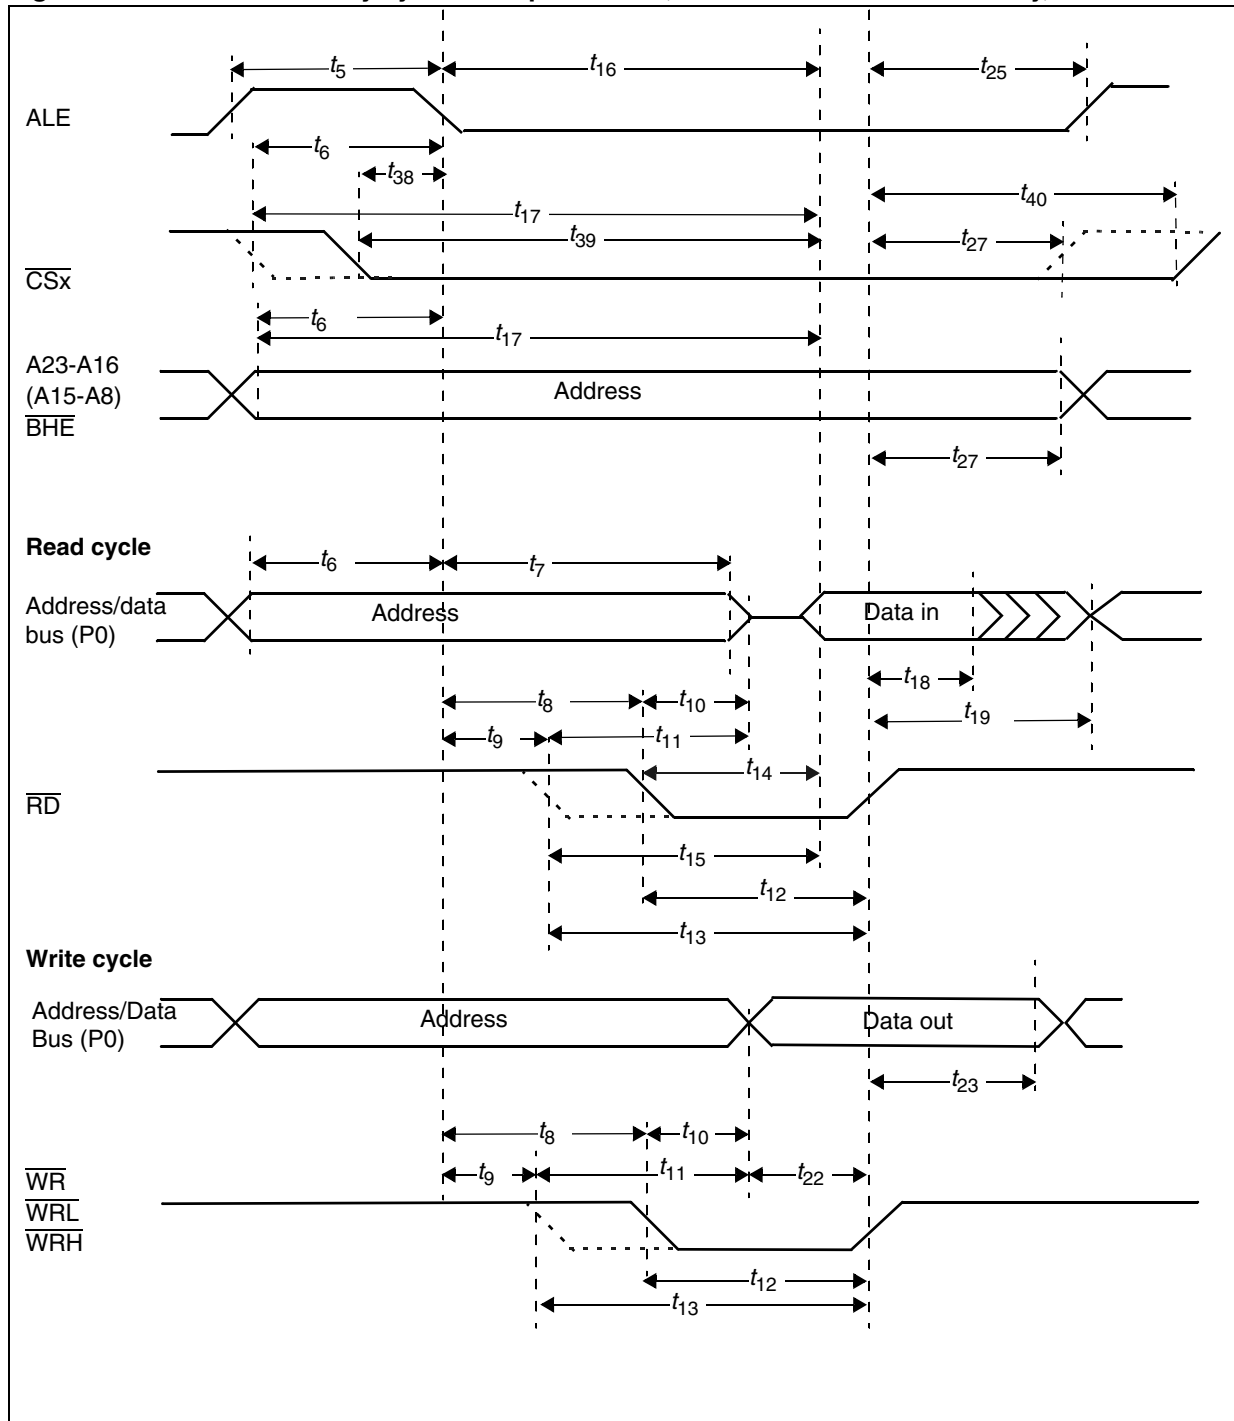 t5 t16 t25
ALE
t6
t38
t40
t17
t39 t27
CSx
t6
t17
A23-A16
(A15-A8) Address
BHE
t27
Read cycle
t6 t7
Address/data
bus (P0) Address Data in
t18
t8 t10
t19
t9 t11
t14
RD
t15
t12
t13
Write cycle
Address/Data
Bus (P0) Address Data out
t23
t8 t10
t9 t11 t22
WR
WRL
WRH
t12
t13